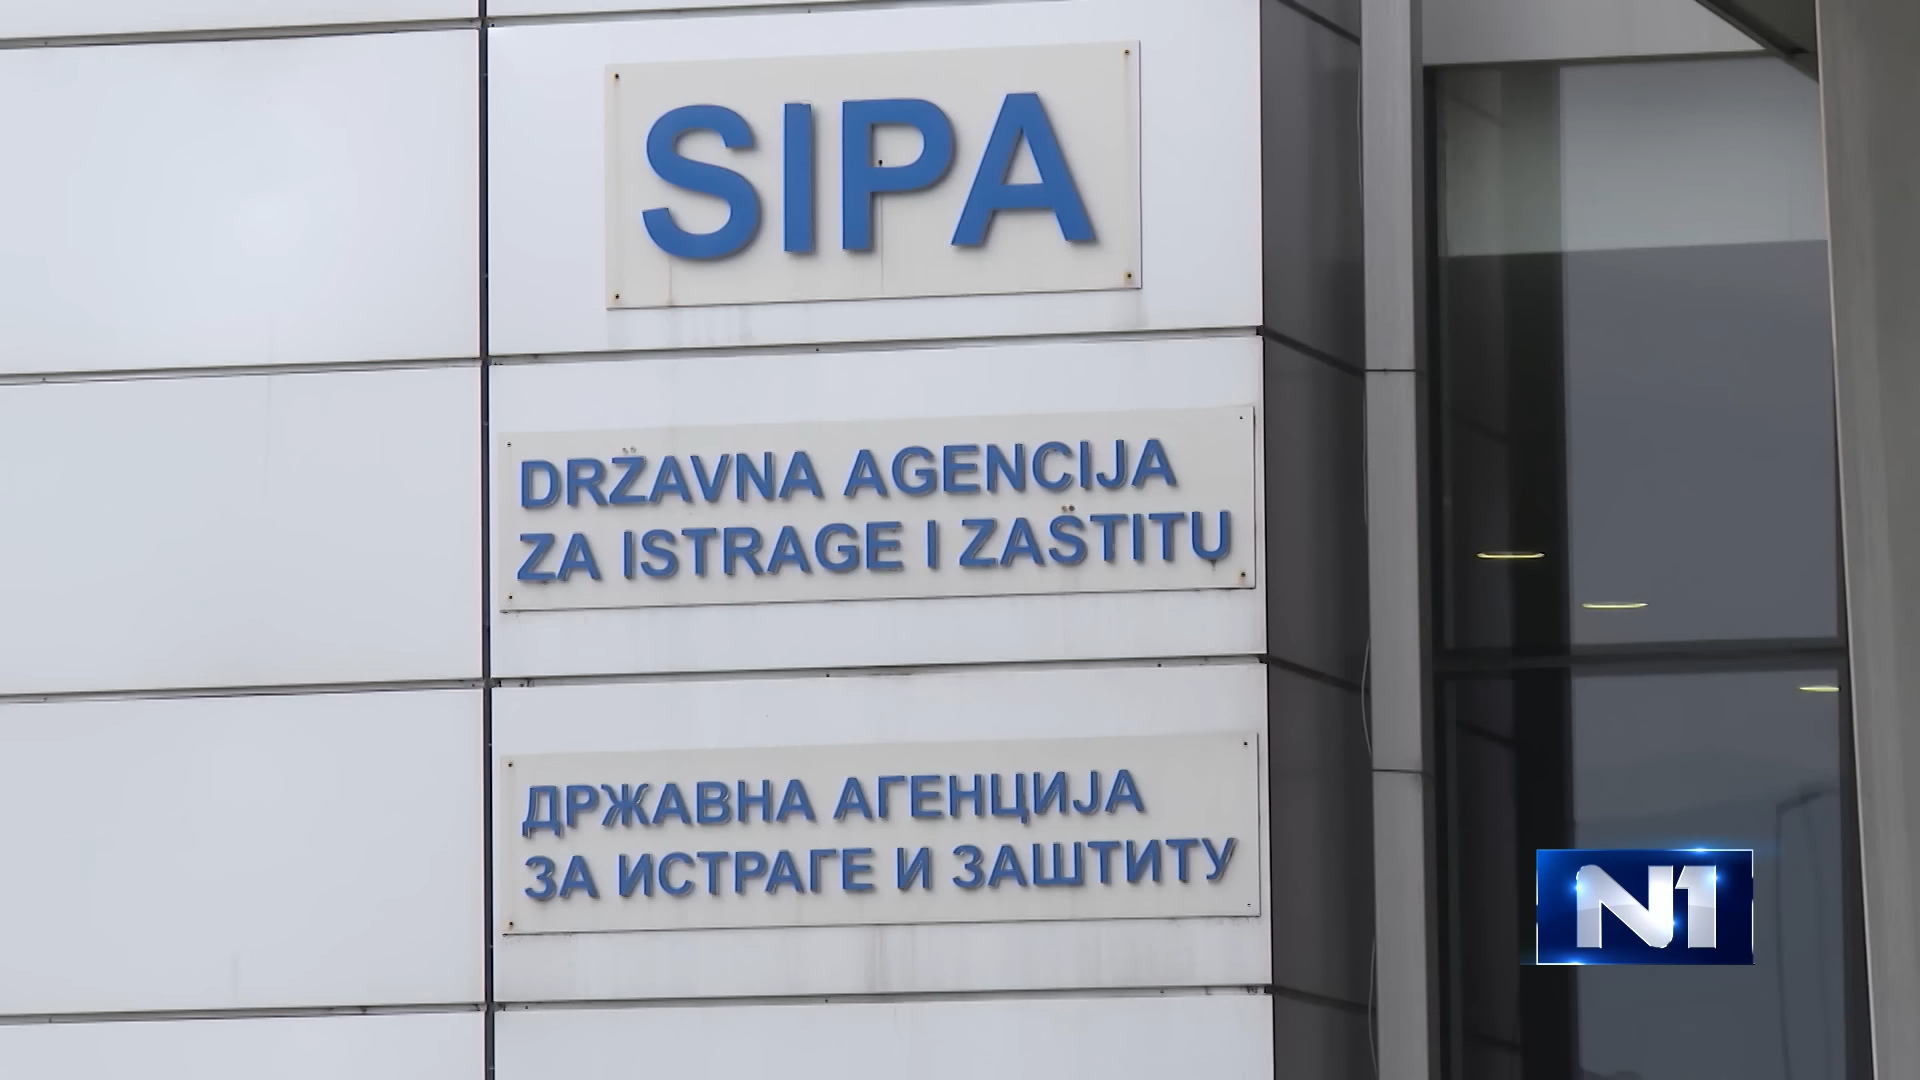 SIPA
DRŽAVNA AGENCIJA
ZA ISTRAGE I ZAŠTITU
ДРЖАВНА АГЕНЦИЈА
ЗА ИСТРАГЕ И ЗАШТИТУ
N1